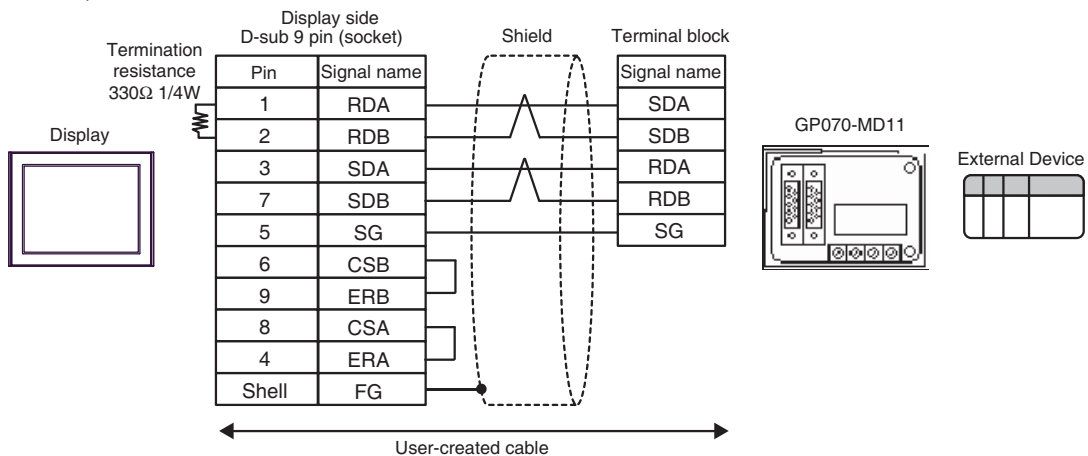 Display side
D-sub 9 pin (socket)
Shield
Terminal block
Termination
resistance
330Ω 1/4W
Pin Signal name Signal name
1 RDA SDA
2 RDB SDB
3 SDA RDA
7 SDB RDB
5 SG SG
6 CSB
9 ERB
8 CSA
4 ERA
Shell FG
Display
GP070-MD11
External Device
User-created cable